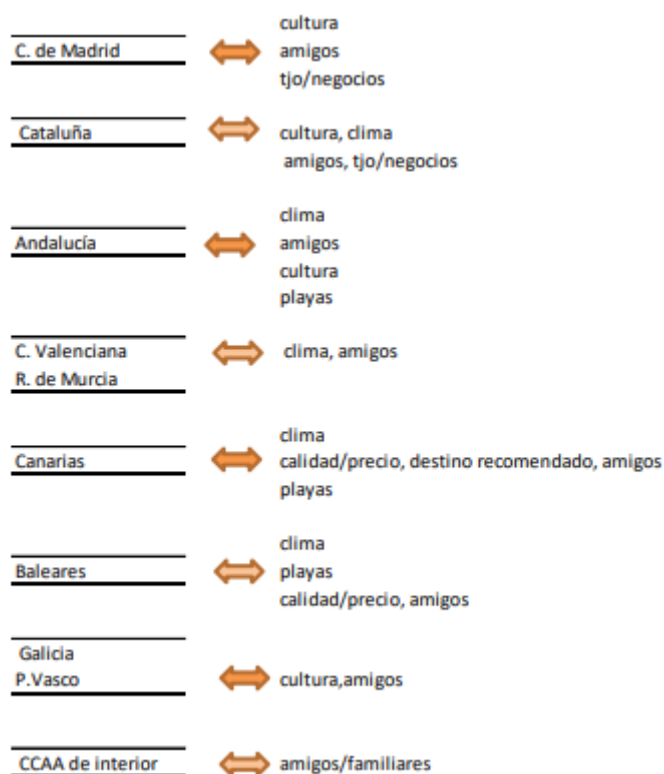 cultura
C. de Madrid amigos
tjo/negocios
Cataluña cultura, clima
amigos, tjo/negocios
clima
Andalucía amigos
cultura
playas
C. Valenciana clima, amigos
R. de Murcia
clima
Canarias calidad/precio, destino recomendado, amigos
playas
clima
Baleares playas
calidad/precio, amigos
Galicia
P.Vasco cultura,amigos
CCAA de interior amigos/familiares